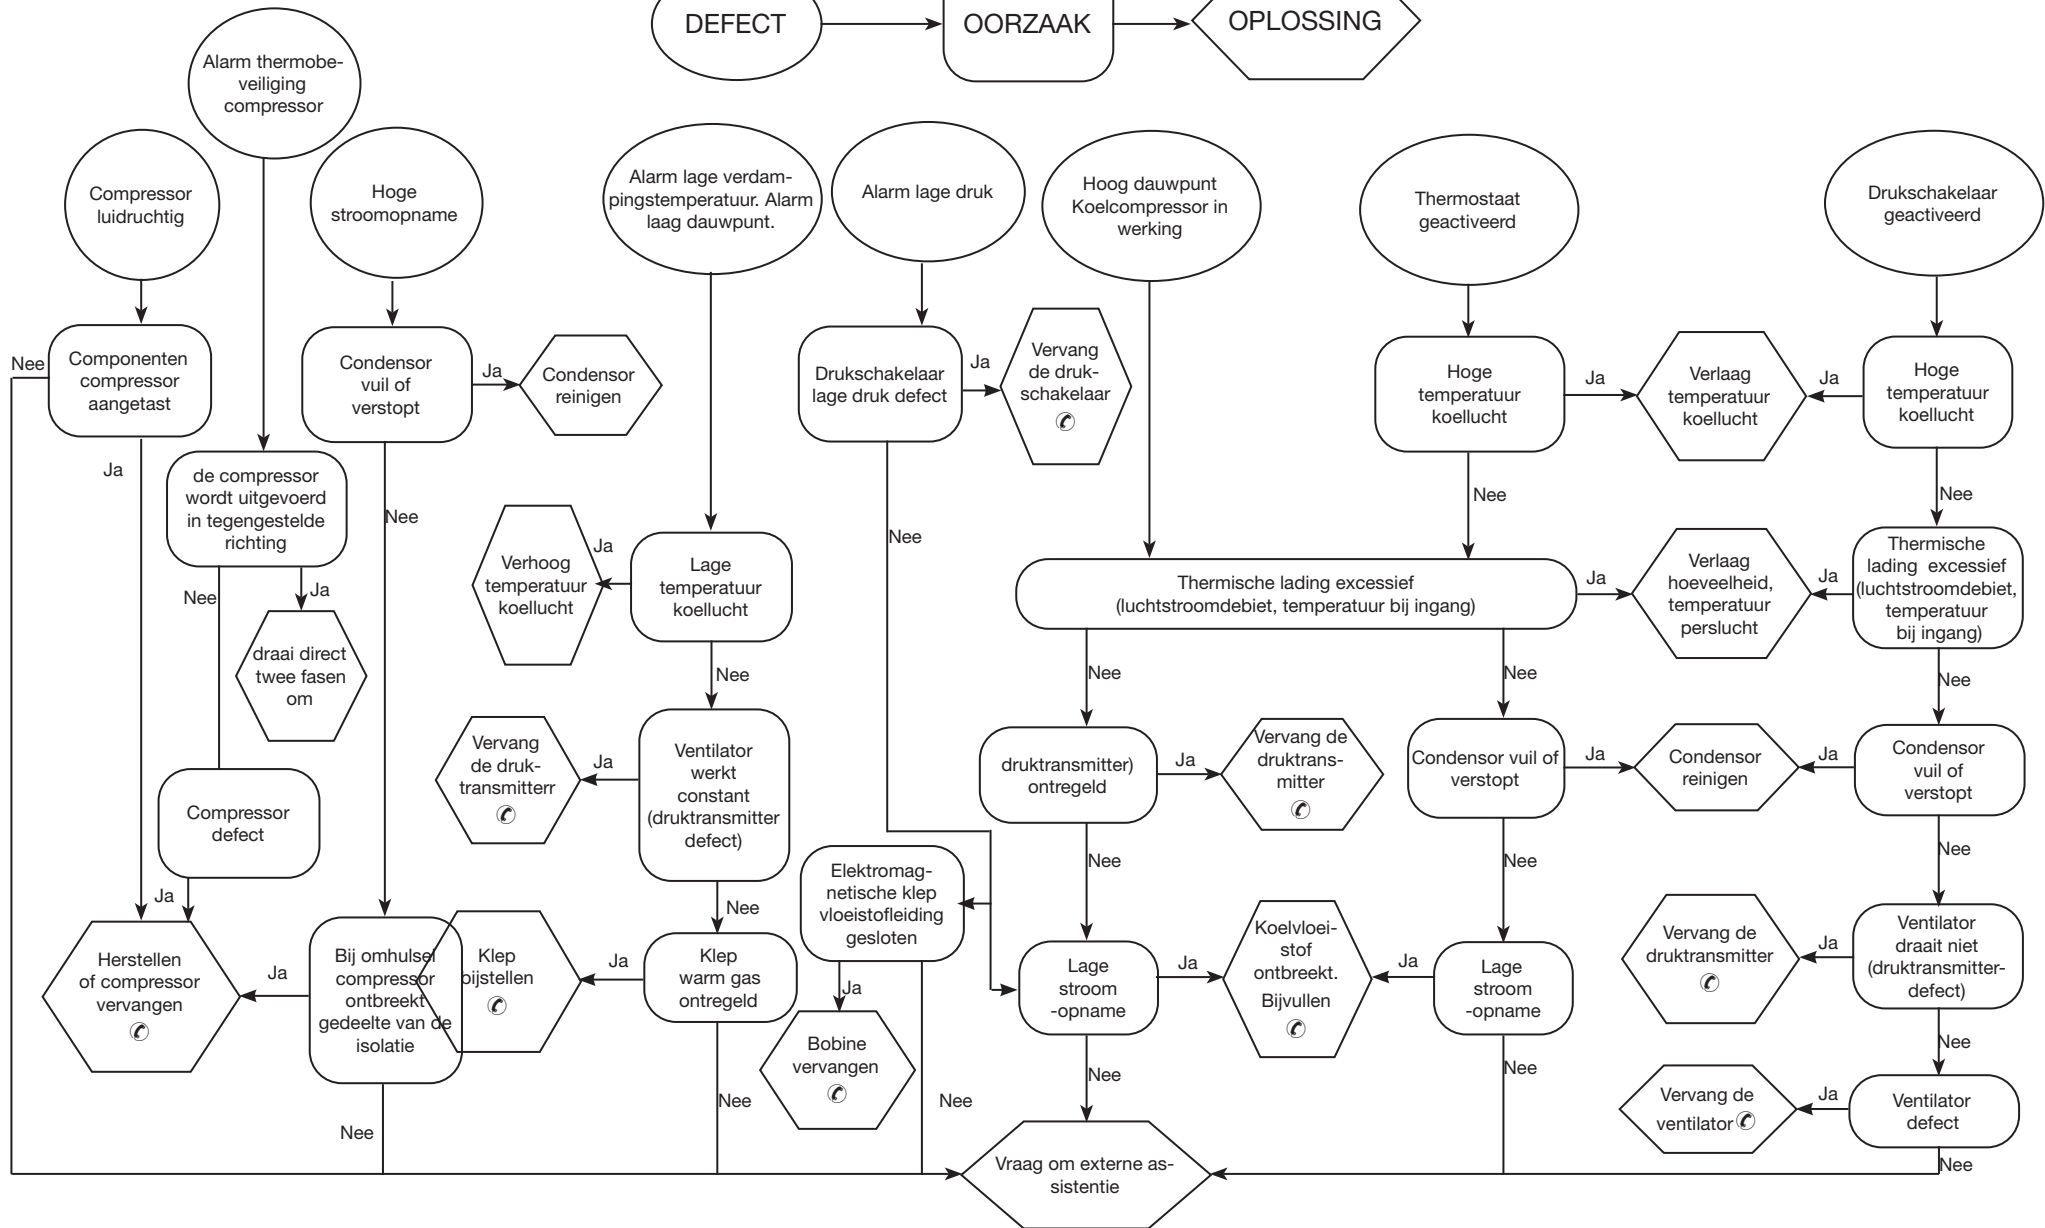 DEFECT
OORZAAK
OPLOSSING
Alarm thermobe-
veiliging
compressor
Compressor
luidruchtig
Hoge
stroomopname
Alarm lage verdam-
pingstemperatuur. Alarm
laag dauwpunt.
Alarm lage druk
Hoog dauwpunt
Koelcompressor in
werking
Thermostaat
geactiveerd
Drukschakelaar
geactiveerd
Nee
Componenten
compressor
aangetast
Ja
Condensor
vuil of
verstopt
Ja
Condensor
reinigen
Nee
Drukschakelaar
lage druk defect
Ja
Vervang
de druk-
schakelaar
✆
Nee
Hoge
temperatuur
koellucht
Ja
Verlaag
temperatuur
koellucht
Ja
Hoge
temperatuur
koellucht
Nee
Nee
de compressor
wordt uitgevoerd
in tegengestelde
richting
Nee
Ja
draai direct
twee fasen
om
Verhoog
temperatuur
koellucht
Ja
Lage
temperatuur
koellucht
Nee
Thermische lading excessief
(luchtstroomdebiet, temperatuur bij ingang)
Ja
Verlaag
hoeveelheid,
temperatuur
perslucht
Ja
Thermische
lading excessief
(luchtstroomdebiet,
temperatuur
bij ingang)
Nee
Nee
Nee
Vervang
de druk-
transmitterr
✆
Ja
Ventilator
werkt
constant
(druktransmitter
defect)
Nee
druktransmitter)
ontregeld
Ja
Vervang de
druktrans-
mitter
✆
Nee
Condensor vuil of
verstopt
Ja
Condensor
reinigen
Ja
Condensor
vuil of
verstopt
Nee
Nee
Compressor
defect
Ja
Herstellen
of compressor
vervangen
✆
Ja
Bij omhulsel
compressor
ontbreekt
gedeelte van de
isolatie
Nee
Klep
bijstellen
✆
Ja
Klep
warm gas
ontregeld
Nee
Elektromag-
netische klep
vloeistofleiding
gesloten
Ja
Bobine
vervangen
✆
Nee
Lage
stroom
-opname
Ja
Koelvloei-
stof
ontbreekt.
Bijvullen
✆
Ja
Lage
stroom
-opname
Nee
Nee
Vervang de
druktransmitter
✆
Ja
Ventilator
draait niet
(druktransmitter-
defect)
Nee
Vervang de
ventilator ✆
Ja
Ventilator
defect
Nee
Vraag om externe as-
sistentie